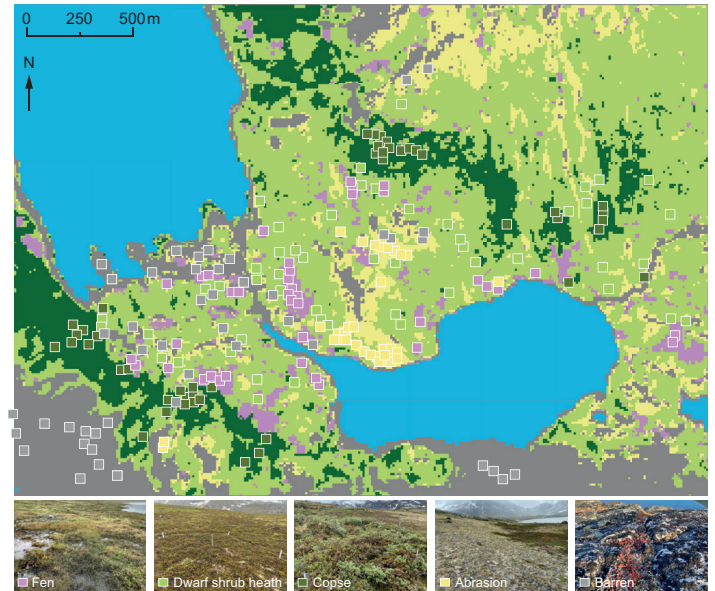 0 250 500 m
N
Fen
Dwarf shrub heath
Copse
Abrasion
Barren